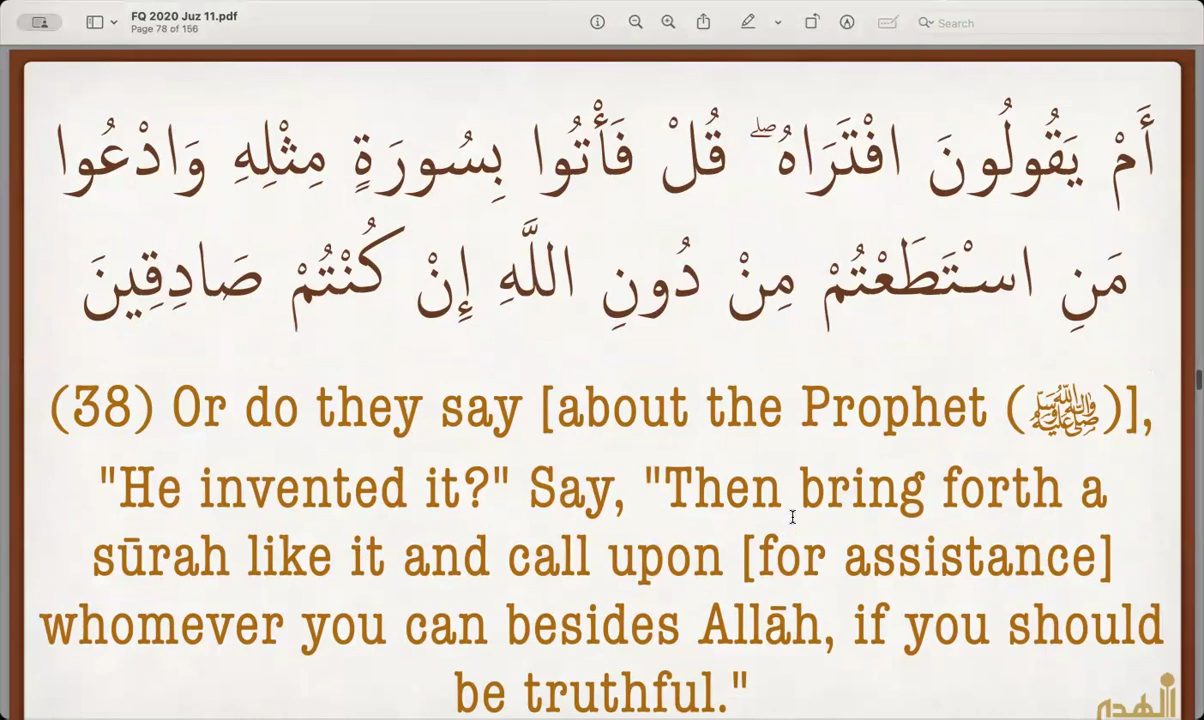 FQ 2020 Juz 11.pdf
Page 78 of 156
Search
أَمْ يَقُولُونَ افْتَرَاهُ ۖ قُلْ فَأْتُوا بِسُورَةٍ مِثْلِهِ وَادْعُوا
مَنِ اسْتَطَعْتُمْ مِنْ دُونِ اللَّهِ إِنْ كُنْتُمْ صَادِقِينَ
(38) Or do they say [about the Prophet (ﷺ)],
"He invented it?" Say, "Then bring forth a
sūrah like it and call upon [for assistance]
whomever you can besides Allāh, if you should
be truthful."
الهدى